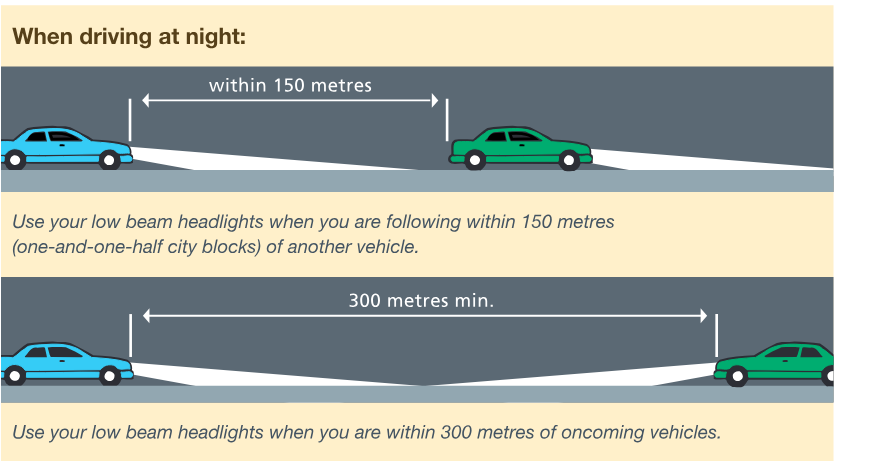 When driving at night:
within 150 metres
Use your low beam headlights when you are following within 150 metres
(one-and-one-half city blocks) of another vehicle.
300 metres min.
Use your low beam headlights when you are within 300 metres of oncoming vehicles.